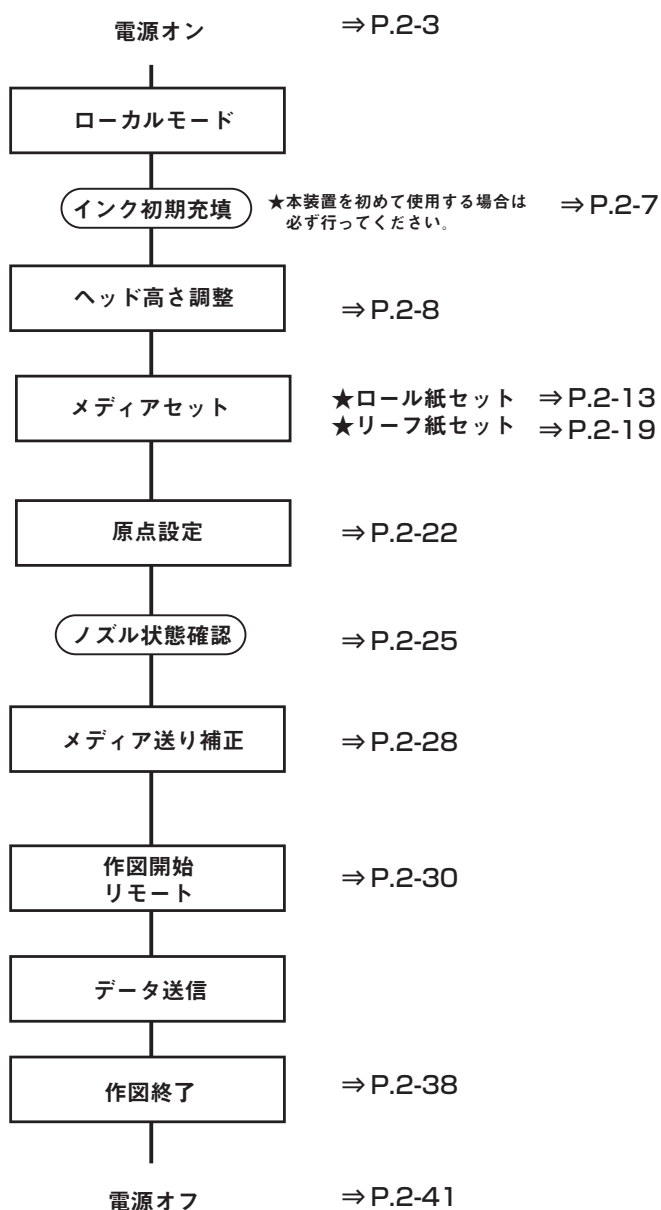 電源オン ⇒P.2-3
ローカルモード
インク初期充填 ★本装置を初めて使用する場合は ⇒P.2-7
必ず行ってください。
ヘッド高さ調整 ⇒P.2-8
メディアセット ★ロール紙セット ⇒P.2-13
★リーフ紙セット ⇒P.2-19
原点設定 ⇒P.2-22
ノズル状態確認 ⇒P.2-25
メディア送り補正 ⇒P.2-28
作図開始
リモート ⇒P.2-30
データ送信
作図終了 ⇒P.2-38
電源オフ ⇒P.2-41